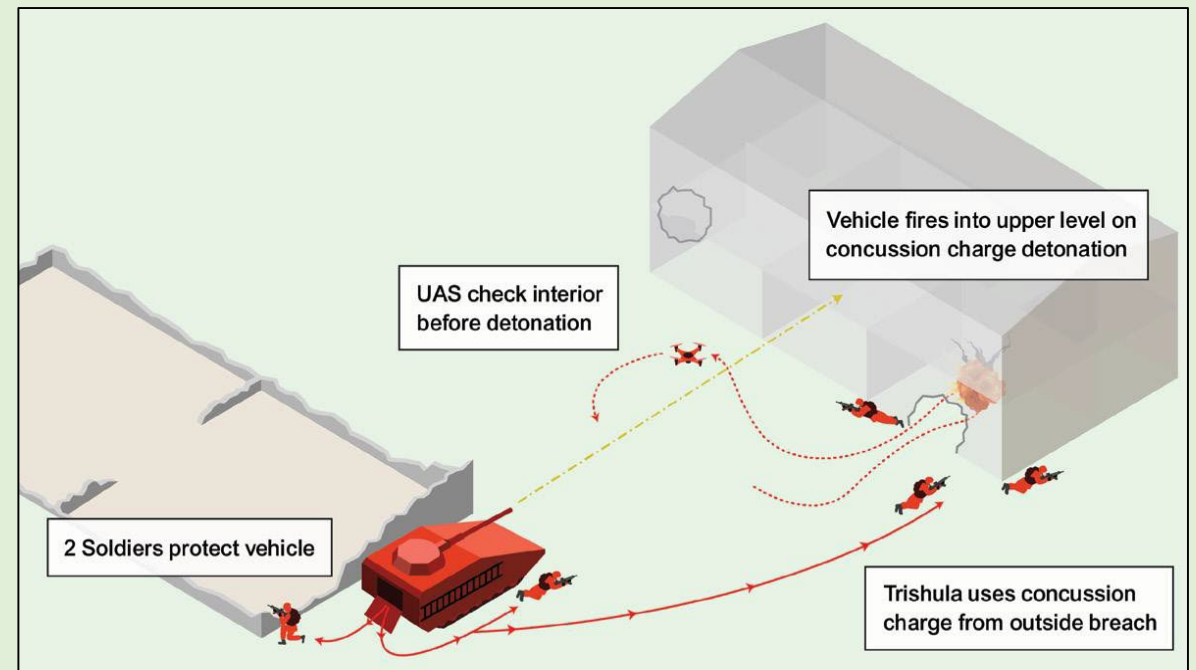 Vehicle fires into upper level on
concussion charge detonation
UAS check interior
before detonation
2 Soldiers protect vehicle
Trishula uses concussion
charge from outside breach